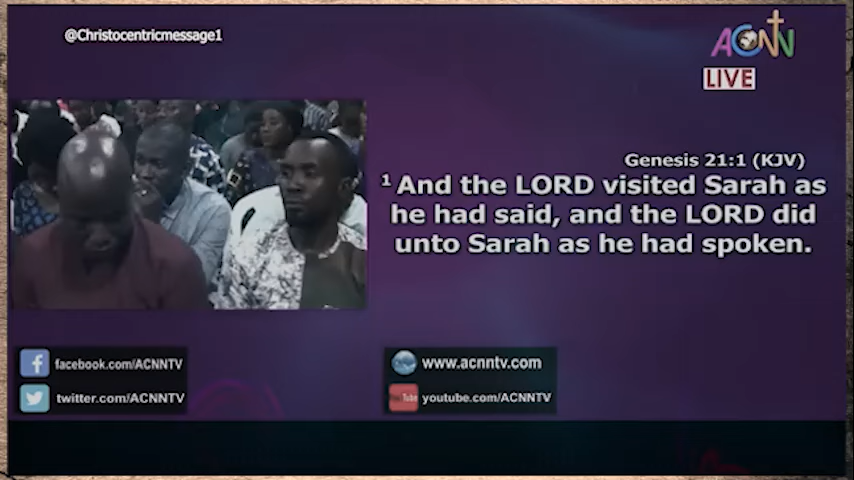 @Christocentricmessage1
ACNN
LIVE
Genesis 21:1 (KJV)
1 And the LORD visited Sarah as
he had said, and the LORD did
unto Sarah as he had spoken.
facebook.com/ACNNTV
twitter.com/ACNNTV
www.acnntv.com
YouTube
youtube.com/ACNNTV